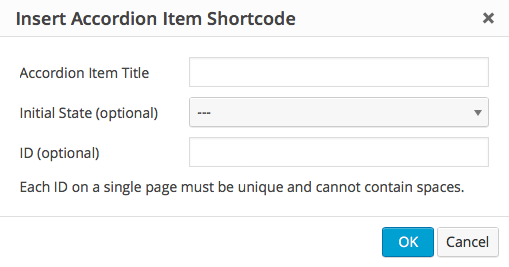 Insert Accordion Item Shortcode ×
Accordion Item Title
Initial State (optional) ---
ID (optional)
Each ID on a single page must be unique and cannot contain spaces.
OK Cancel